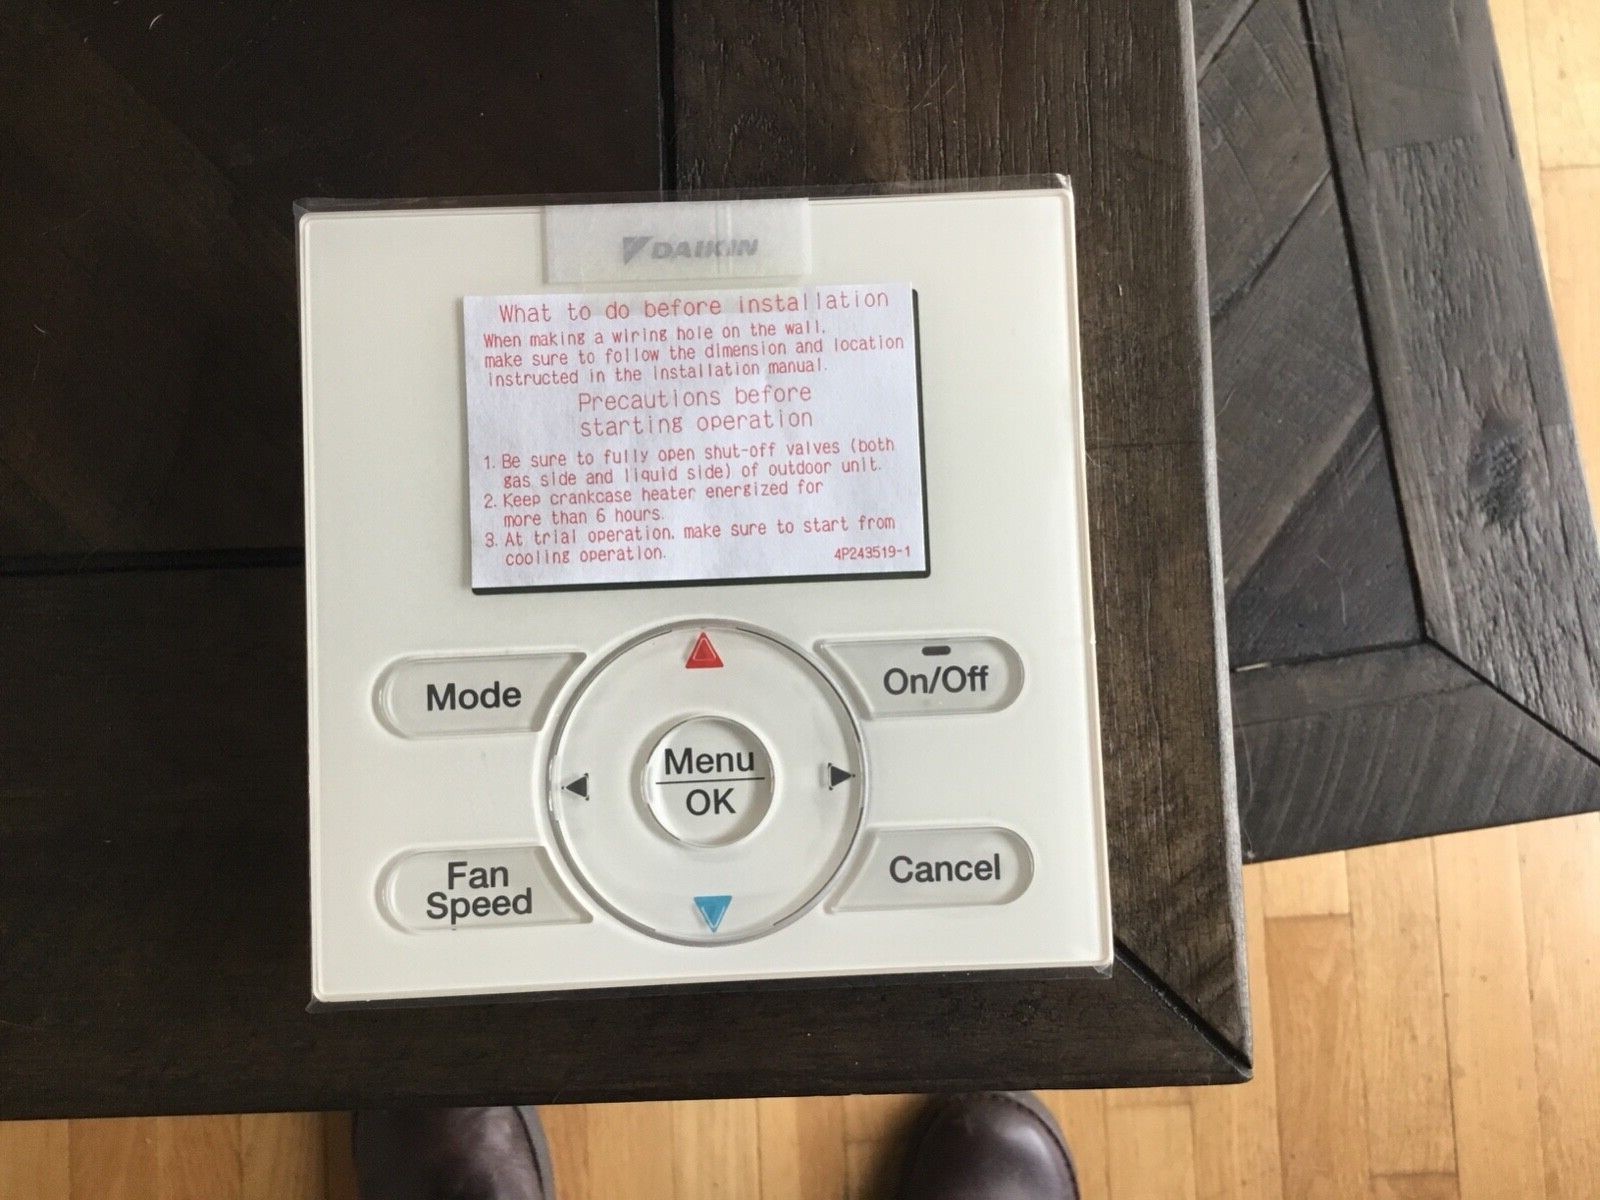 DAIKIN
What to do before installation
When making a wiring hole on the wall,
make sure to follow the dimension and location
instructed in the installation manual.
Precautions before
starting operation
1. Be sure to fully open shut-off valves (both
gas side and liquid side) of outdoor unit.
2. Keep crankcase heater energized for
more than 6 hours.
3. At trial operation, make sure to start from
cooling operation.
4P243519-1
Mode
On/Off
Menu
OK
Fan
Speed
Cancel